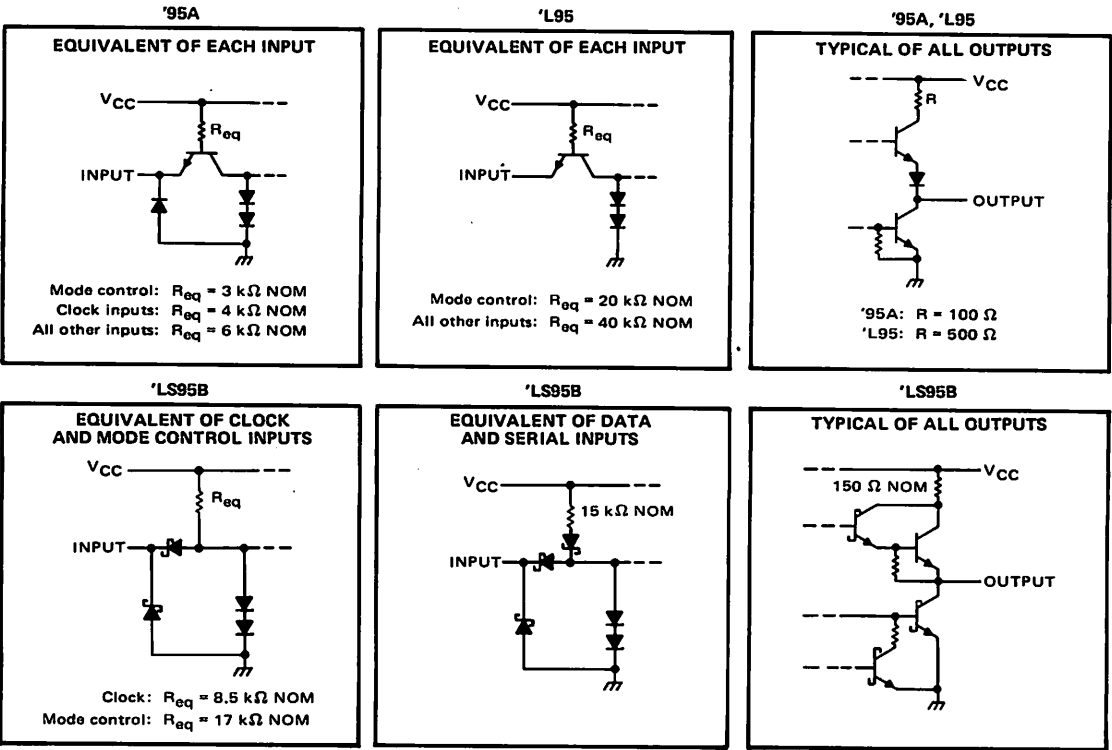 '95A
EQUIVALENT OF EACH INPUT
VCC
Req
INPUT
Mode control: Req = 3 kΩ NOM
Clock inputs: Req = 4 kΩ NOM
All other inputs: Req = 6 kΩ NOM
'L95
EQUIVALENT OF EACH INPUT
VCC
Req
INPUT
Mode control: Req = 20 kΩ NOM
All other inputs: Req = 40 kΩ NOM
'95A, 'L95
TYPICAL OF ALL OUTPUTS
VCC
R
OUTPUT
'95A: R = 100 Ω
'L95: R = 500 Ω
'LS95B
EQUIVALENT OF CLOCK
AND MODE CONTROL INPUTS
VCC
Req
INPUT
Clock: Req = 8.5 kΩ NOM
Mode control: Req = 17 kΩ NOM
'LS95B
EQUIVALENT OF DATA
AND SERIAL INPUTS
VCC
15 kΩ NOM
INPUT
'LS95B
TYPICAL OF ALL OUTPUTS
VCC
150 Ω NOM
OUTPUT